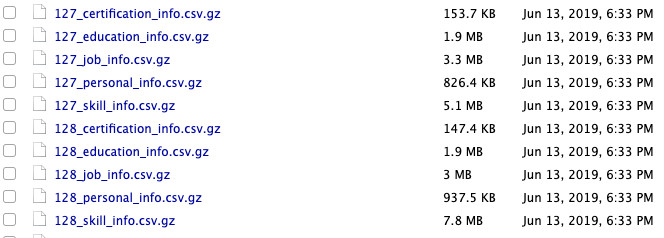 127_certification_info.csv.gz 153.7 KB Jun 13, 2019, 6:33 PM
127_education_info.csv.gz 1.9 MB Jun 13, 2019, 6:33 PM
127_job_info.csv.gz 3.3 MB Jun 13, 2019, 6:33 PM
127_personal_info.csv.gz 826.4 KB Jun 13, 2019, 6:33 PM
127_skill_info.csv.gz 5.1 MB Jun 13, 2019, 6:33 PM
128_certification_info.csv.gz 147.4 KB Jun 13, 2019, 6:33 PM
128_education_info.csv.gz 1.9 MB Jun 13, 2019, 6:33 PM
128_job_info.csv.gz 3 MB Jun 13, 2019, 6:33 PM
128_personal_info.csv.gz 937.5 KB Jun 13, 2019, 6:33 PM
128_skill_info.csv.gz 7.8 MB Jun 13, 2019, 6:33 PM